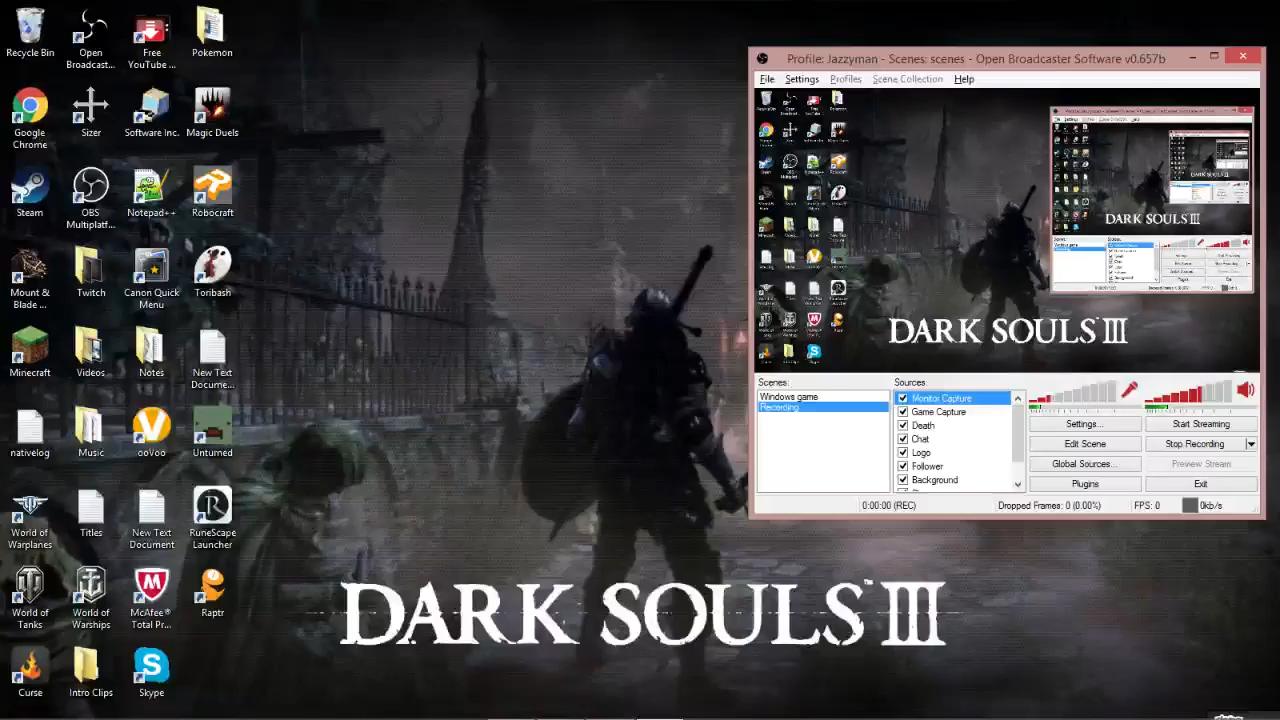 Recycle Bin
Open
Broadcast...
Free
YouTube ...
Pokemon
Google
Chrome
Sizer
Software Inc.
Magic Duels
Steam
OBS
Multiplatf...
Notepad++
Robocraft
Mount &
Blade ...
Twitch
Canon Quick
Menu
Toribash
Minecraft
Videos
Notes
New Text
Docume...
nativelog
Music
ooVoo
Unturned
World of
Warplanes
Titles
New Text
Document
RuneScape
Launcher
World of
Tanks
World of
Warships
McAfee®
Total Pr...
Raptr
Curse
Intro Clips
Skype
DARK SOULS™ III
Profile: Jazzyman - Scenes: scenes - Open Broadcaster Software v0.657b
File Settings Profiles Scene Collection Help
DARK SOULS III
DARK SOULS III
Scenes:
Windows game
Recording
Sources:
Monitor Capture
Game Capture
Death
Chat
Logo
Follower
Background
Settings...
Start Streaming
Edit Scene
Stop Recording
Global Sources...
Preview Stream
Plugins
Exit
0:00:00 (REC)
Dropped Frames: 0 (0.00%)
FPS: 0
0kb/s